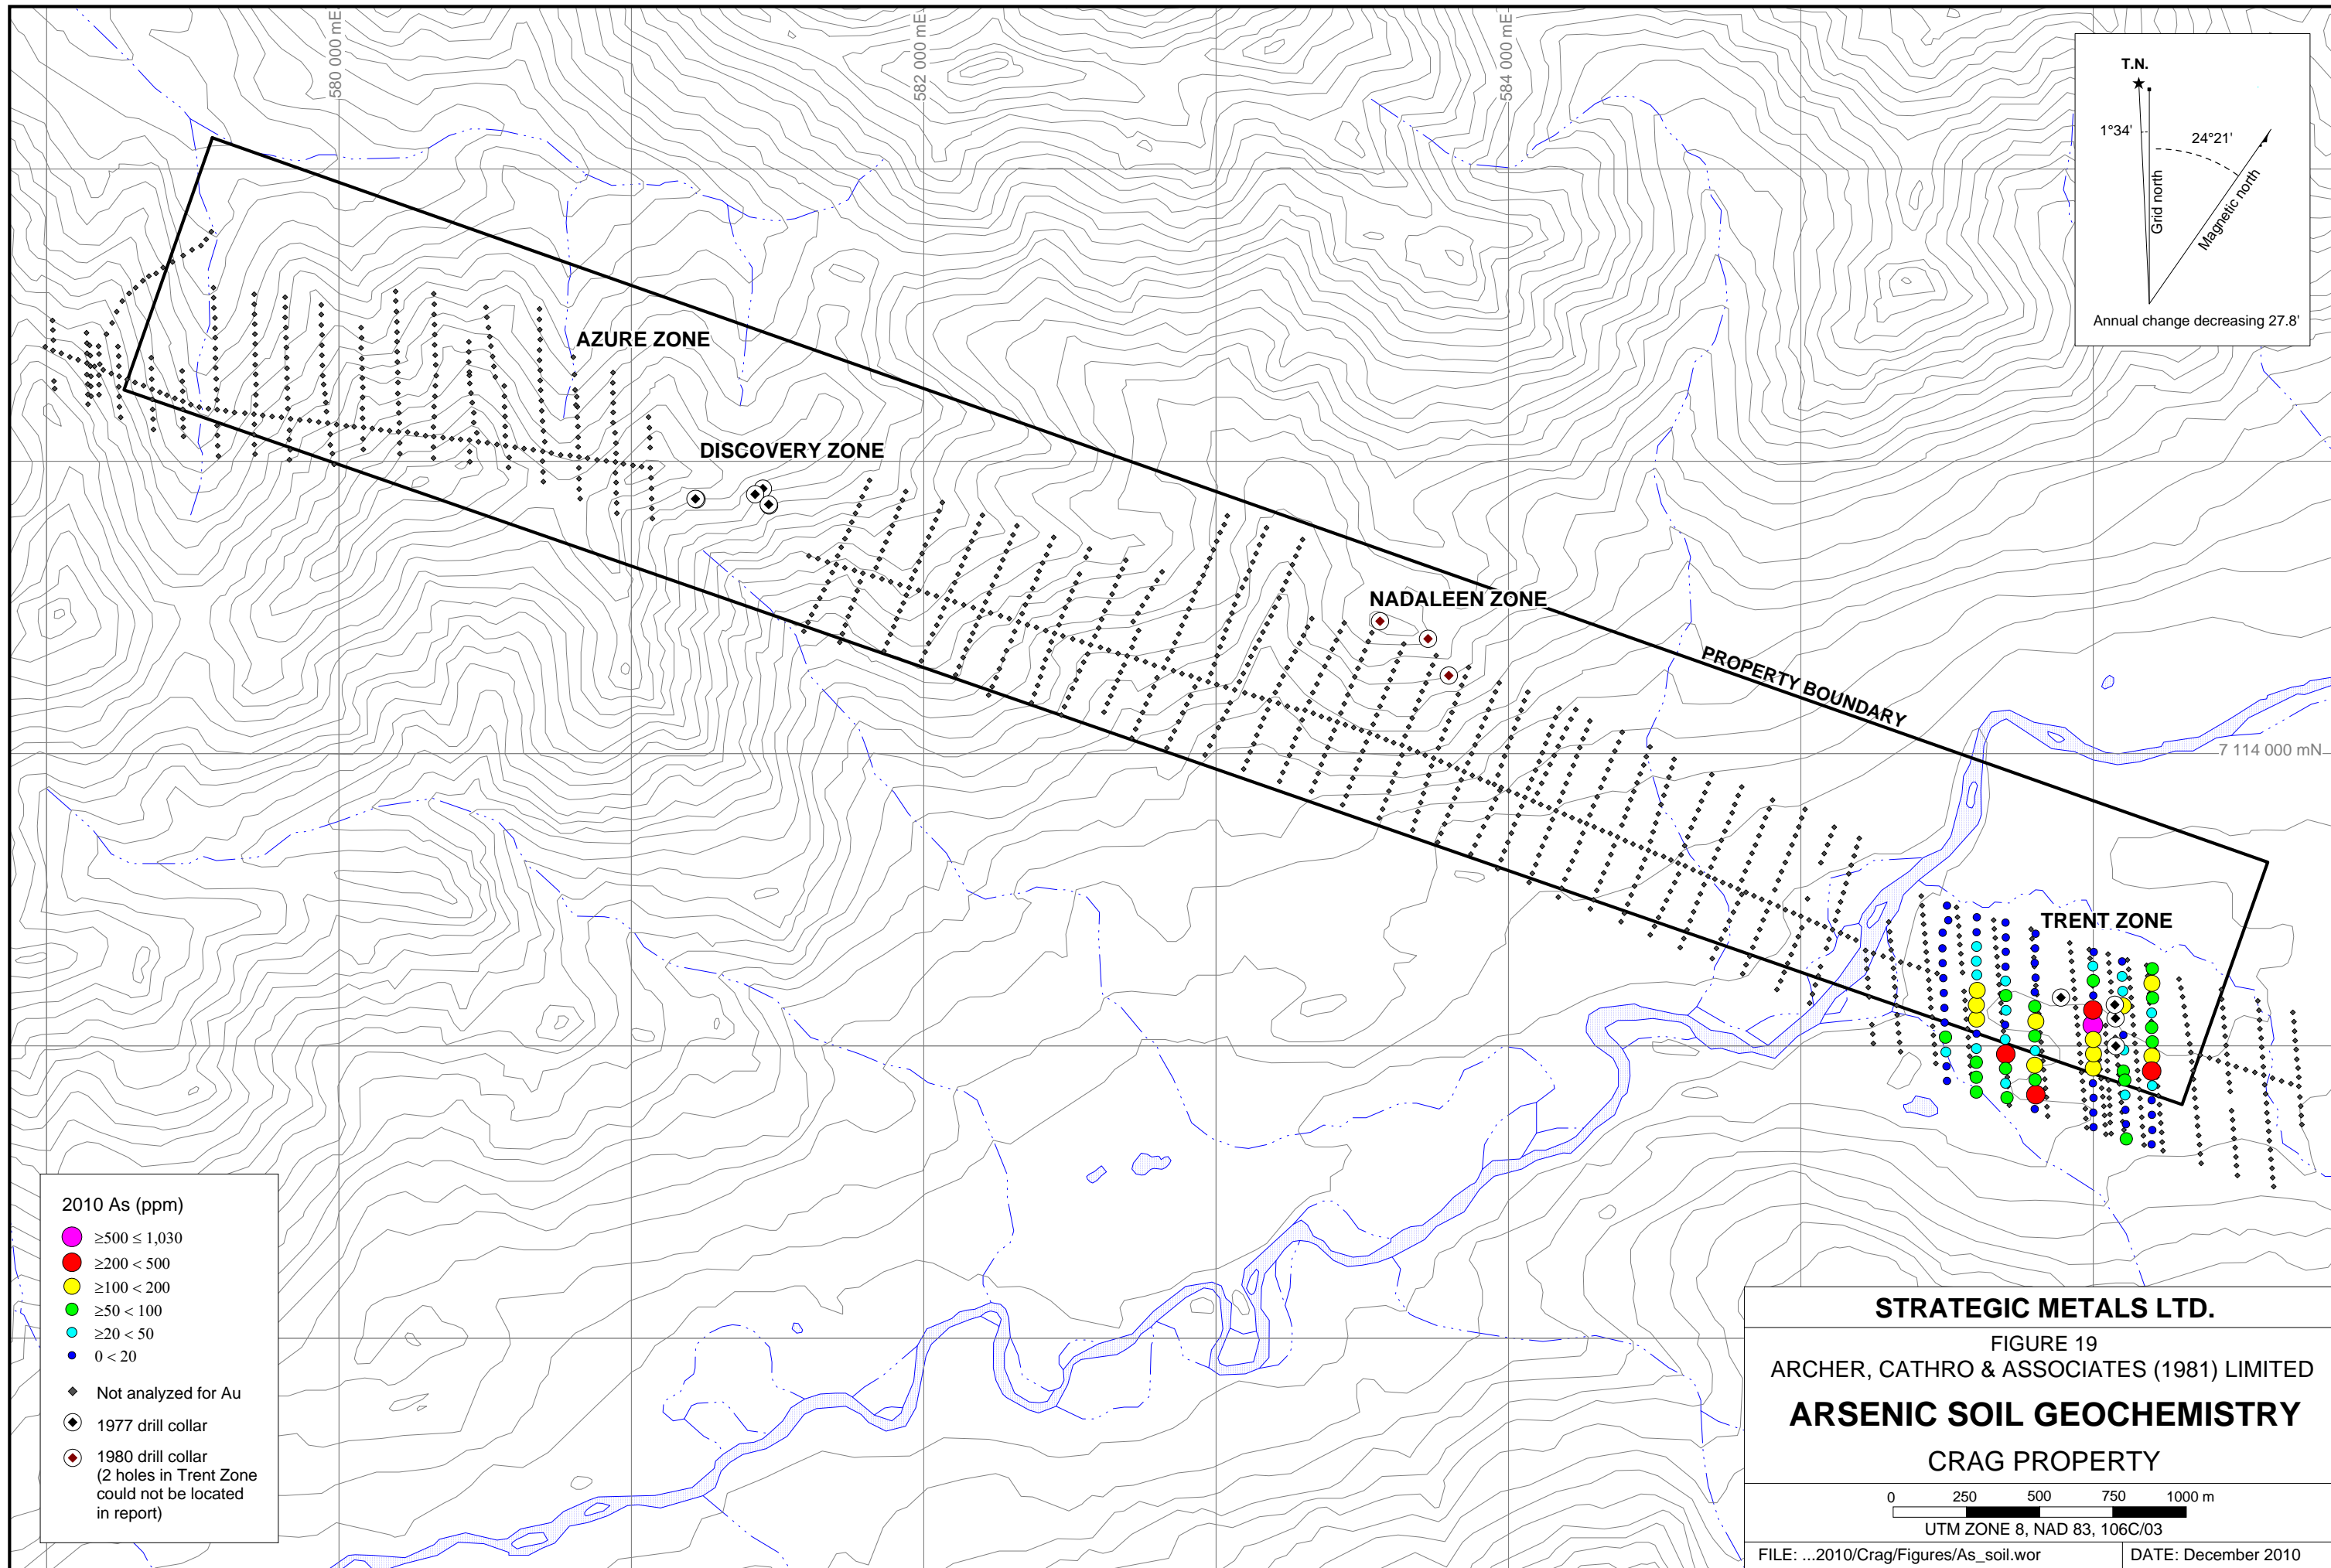 580 000 mE
582 000 mE
584 000 mE
T.N.
1°34'
24°21'
Grid north
Magnetic north
Annual change decreasing 27.8'
AZURE ZONE
DISCOVERY ZONE
NADALEEN ZONE
PROPERTY BOUNDARY
7 114 000 mN
TRENT ZONE
2010 As (ppm)
≥500 ≤ 1,030
≥200 < 500
≥100 < 200
≥50 < 100
≥20 < 50
0 < 20
Not analyzed for Au
1977 drill collar
1980 drill collar
(2 holes in Trent Zone
could not be located
in report)
STRATEGIC METALS LTD.
FIGURE 19
ARCHER, CATHRO & ASSOCIATES (1981) LIMITED
ARSENIC SOIL GEOCHEMISTRY
CRAG PROPERTY
0 250 500 750 1000 m
UTM ZONE 8, NAD 83, 106C/03
FILE: ...2010/Crag/Figures/As_soil.wor
DATE: December 2010